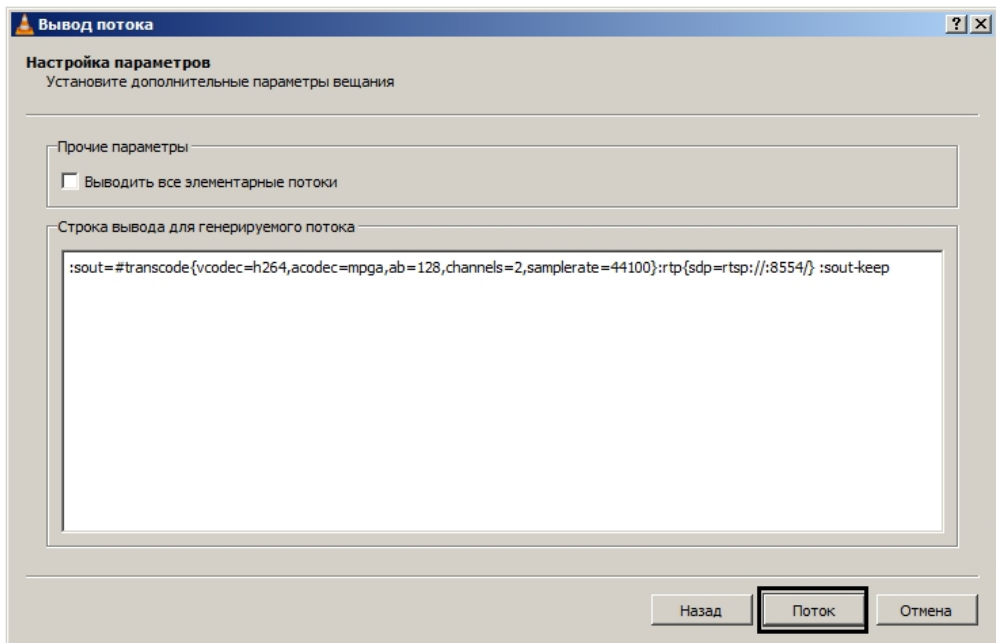 Вывод потока
Настройка параметров
Установите дополнительные параметры вещания
Прочие параметры
Выводить все элементарные потоки
Строка вывода для генерируемого потока
:sout=#transcode{vcodec=h264,acodec=mpga,ab=128,channels=2,samplerate=44100}:rtp{sdp=rtsp://:8554/} :sout-keep
Назад Поток Отмена